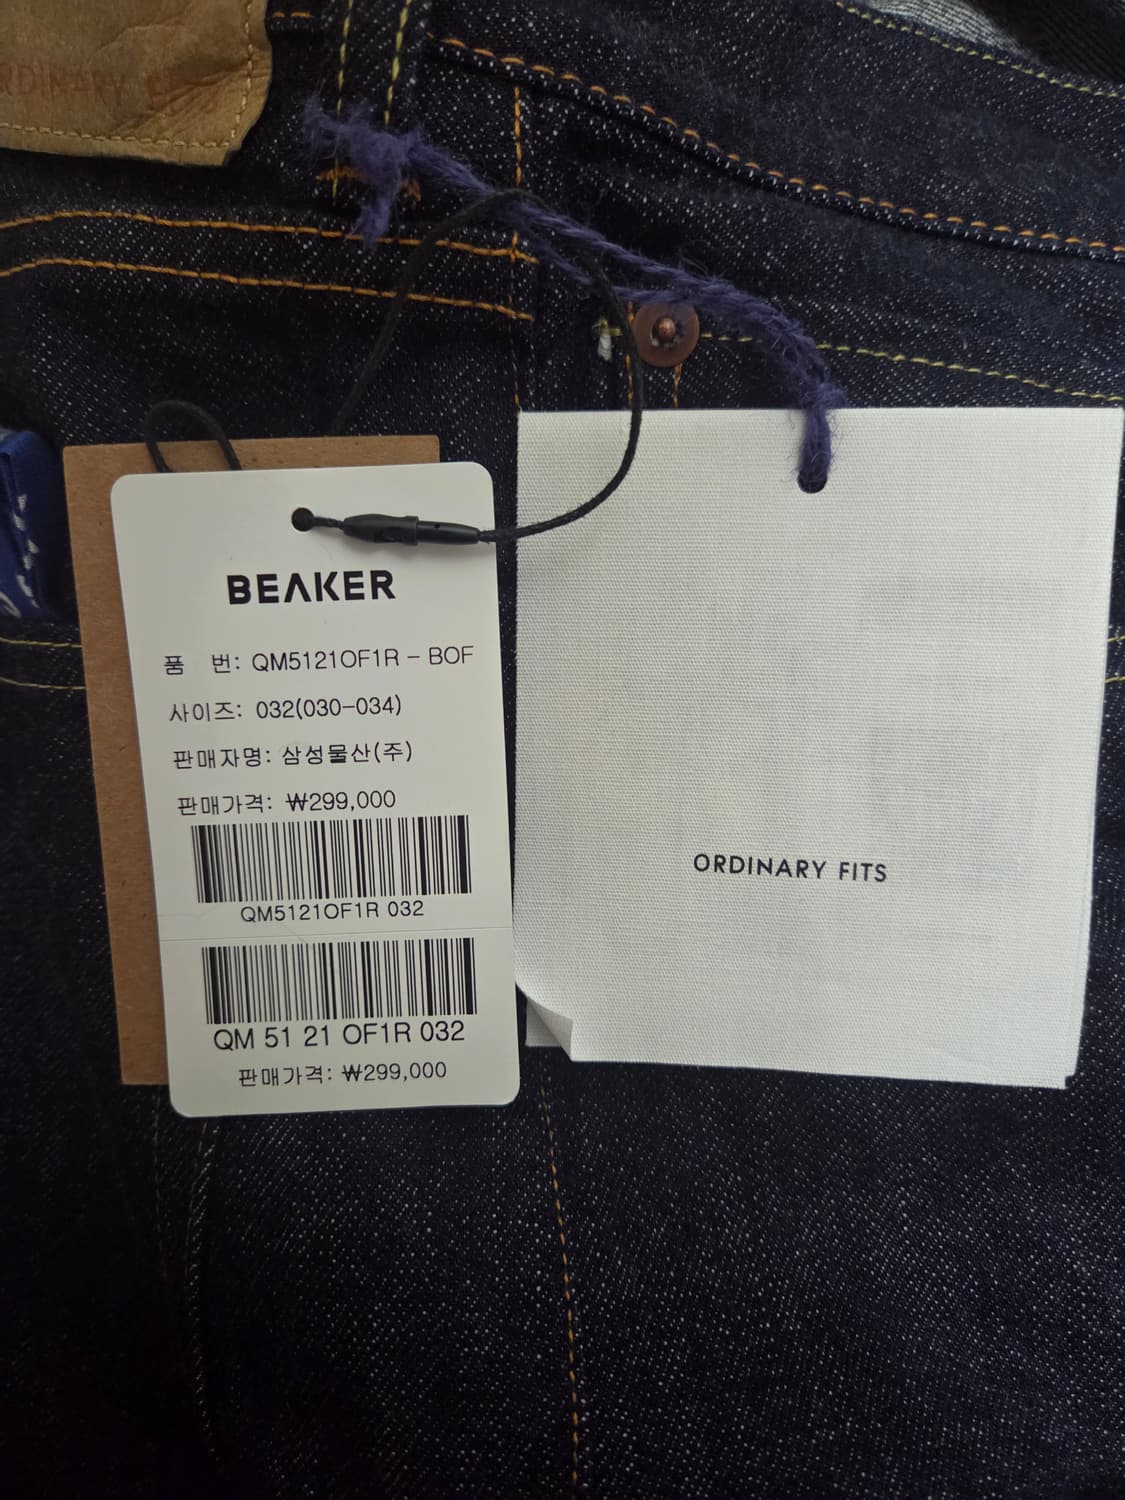 ORDINARY FITS
BEAKER
품 번: QM5121OF1R - BOF
사이즈: 032(030-034)
판매자명: 삼성물산(주)
판매가격: ₩299,000
QM5121OF1R 032
QM 51 21 OF1R 032
판매가격: ₩299,000
ORDINARY FITS